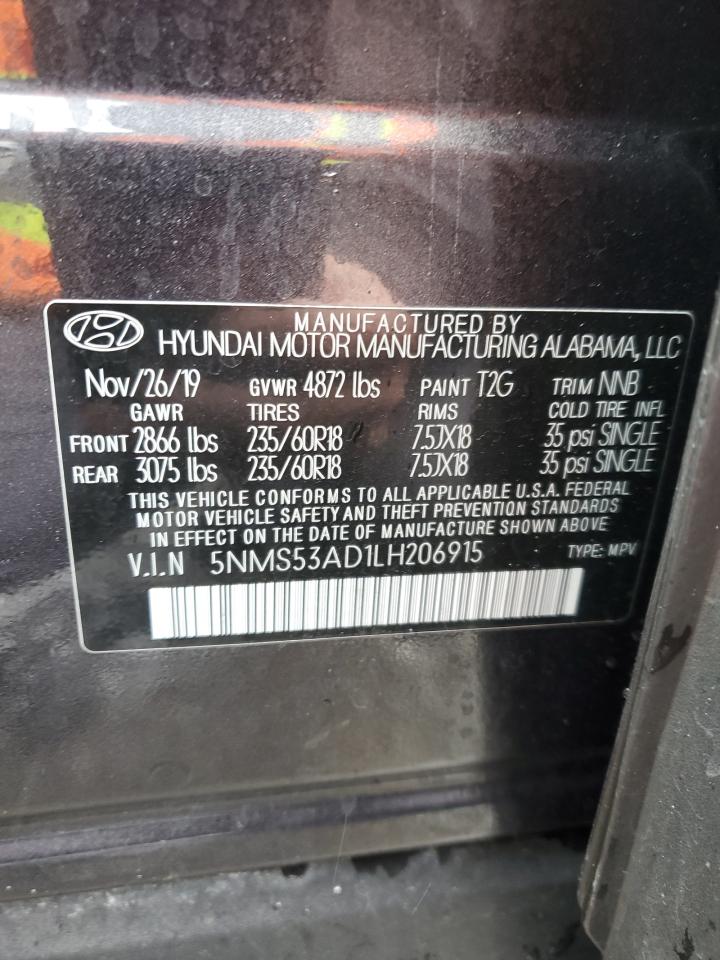 MANUFACTURED BY
HYUNDAI MOTOR MANUFACTURING ALABAMA, LLC
Nov/26/19 GVWR 4872 lbs PAINT T2G TRIM NNB
GAWR TIRES RIMS COLD TIRE INFL
FRONT 2866 lbs 235/60R18 7.5JX18 35 psi SINGLE
REAR 3075 lbs 235/60R18 7.5JX18 35 psi SINGLE
THIS VEHICLE CONFORMS TO ALL APPLICABLE U.S.A. FEDERAL
MOTOR VEHICLE SAFETY AND THEFT PREVENTION STANDARDS
IN EFFECT ON THE DATE OF MANUFACTURE SHOWN ABOVE.
V.I.N 5NMS53AD1LH206915 TYPE: MPV